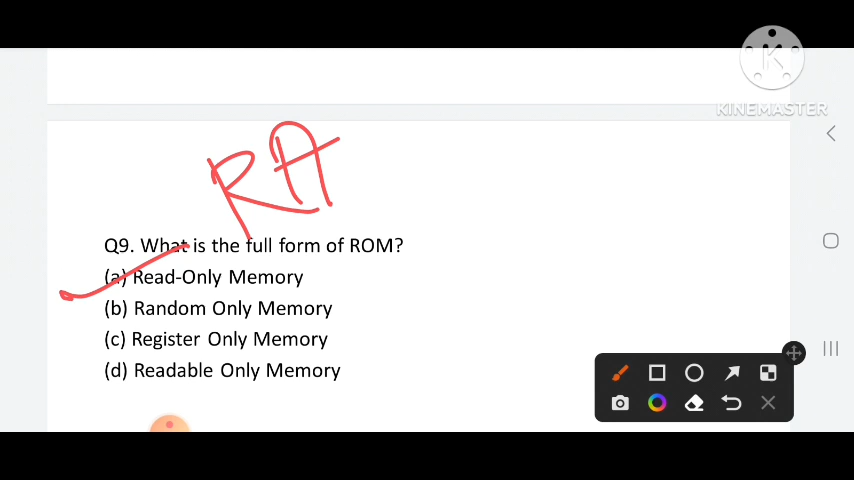 KINEMASTER
RA
Q9. What is the full form of ROM?
(a) Read-Only Memory
(b) Random Only Memory
(c) Register Only Memory
(d) Readable Only Memory